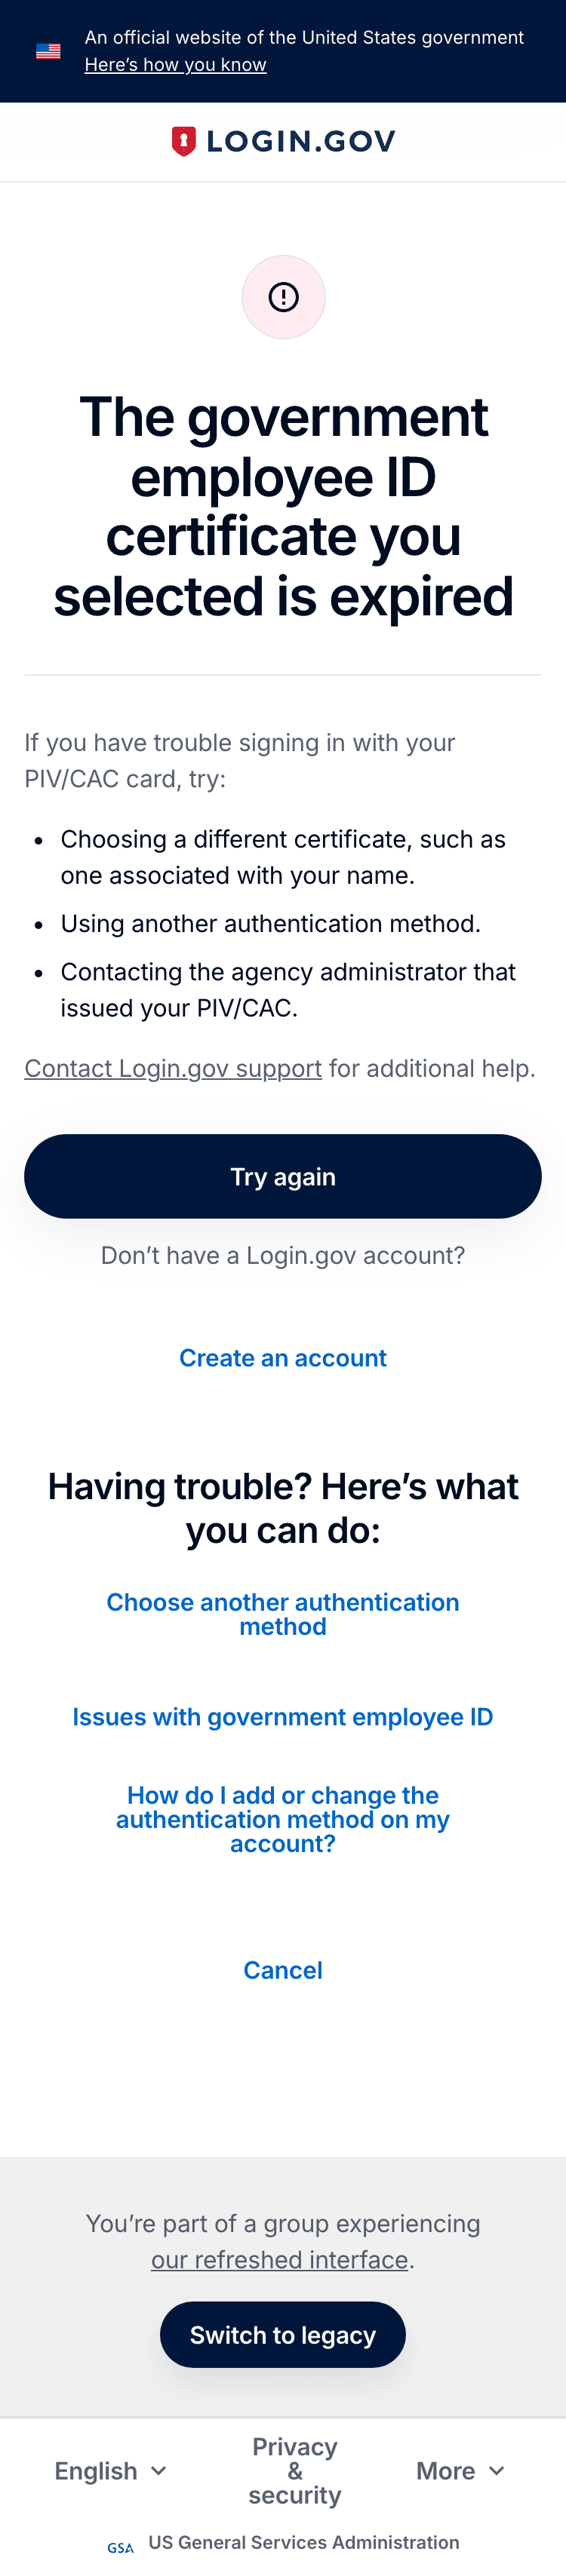 An official website of the United States government
Here’s how you know
LOGIN.GOV
The government
employee ID
certificate you
selected is expired
If you have trouble signing in with your
PIV/CAC card, try:
• Choosing a different certificate, such as
one associated with your name.
• Using another authentication method.
• Contacting the agency administrator that
issued your PIV/CAC.
Contact Login.gov support for additional help.
Try again
Don’t have a Login.gov account?
Create an account
Having trouble? Here’s what
you can do:
Choose another authentication
method
Issues with government employee ID
How do I add or change the
authentication method on my
account?
Cancel
You’re part of a group experiencing
our refreshed interface.
Switch to legacy
English
Privacy
&
security
More
GSA US General Services Administration